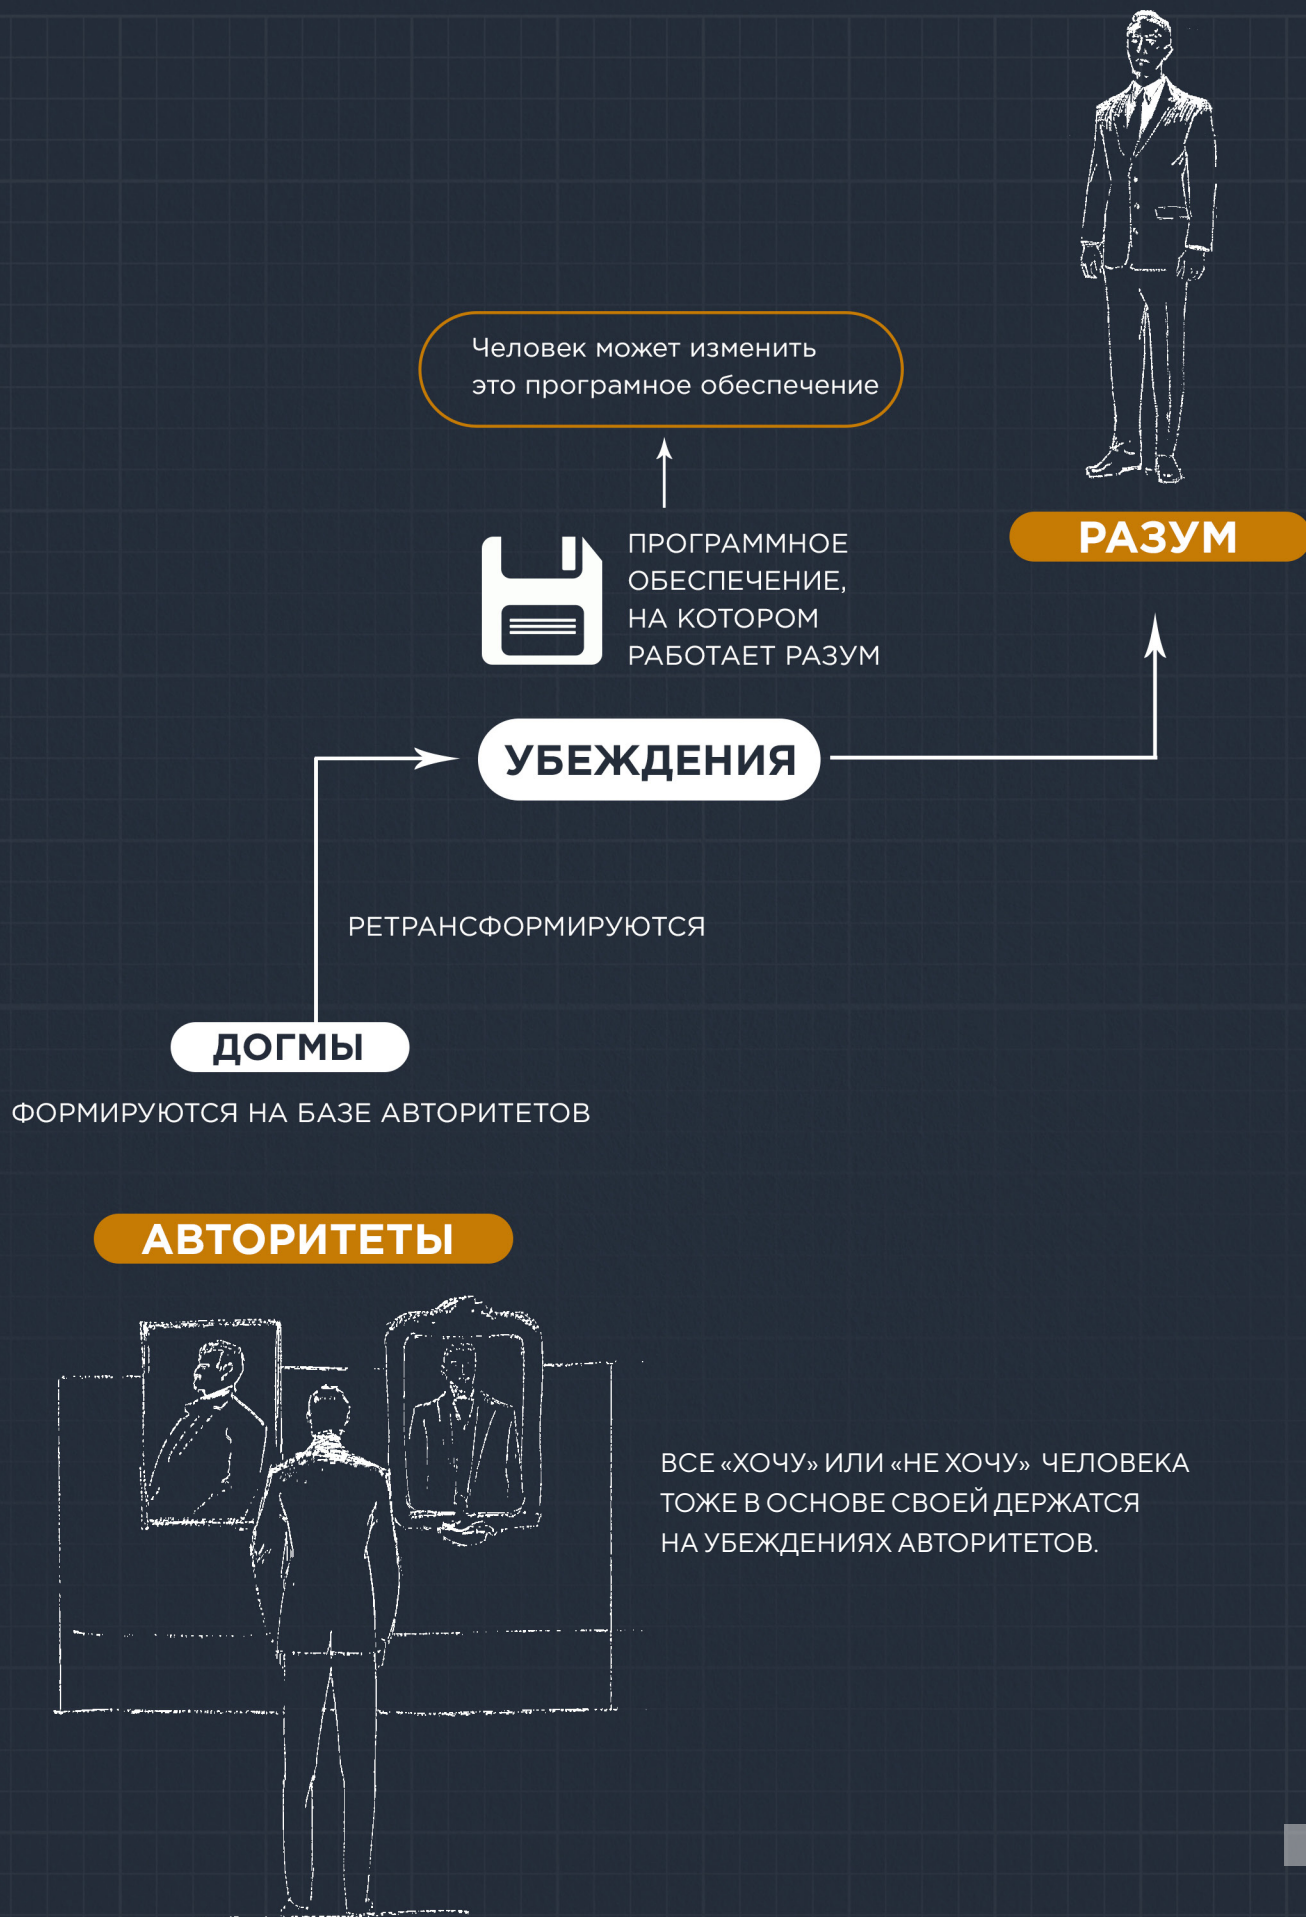 Человек может изменить
это програмное обеспечение
РАЗУМ
ПРОГРАММНОЕ
ОБЕСПЕЧЕНИЕ,
НА КОТОРОМ
РАБОТАЕТ РАЗУМ
УБЕЖДЕНИЯ
РЕТРАНСФОРМИРУЮТСЯ
ДОГМЫ
ФОРМИРУЮТСЯ НА БАЗЕ АВТОРИТЕТОВ
АВТОРИТЕТЫ
ВСЕ «ХОЧУ» ИЛИ «НЕ ХОЧУ» ЧЕЛОВЕКА
ТОЖЕ В ОСНОВЕ СВОЕЙ ДЕРЖАТСЯ
НА УБЕЖДЕНИЯХ АВТОРИТЕТОВ.